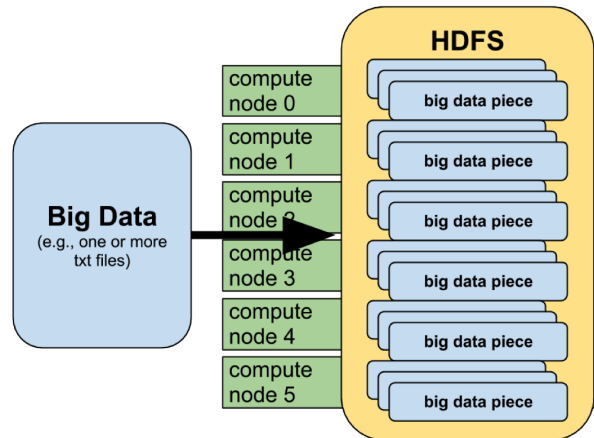 HDFS
compute
node 0
big data piece
compute
node 1
big data piece
Big Data
(e.g., one or more
txt files)
compute
node 2
big data piece
compute
node 3
big data piece
compute
node 4
big data piece
compute
node 5
big data piece